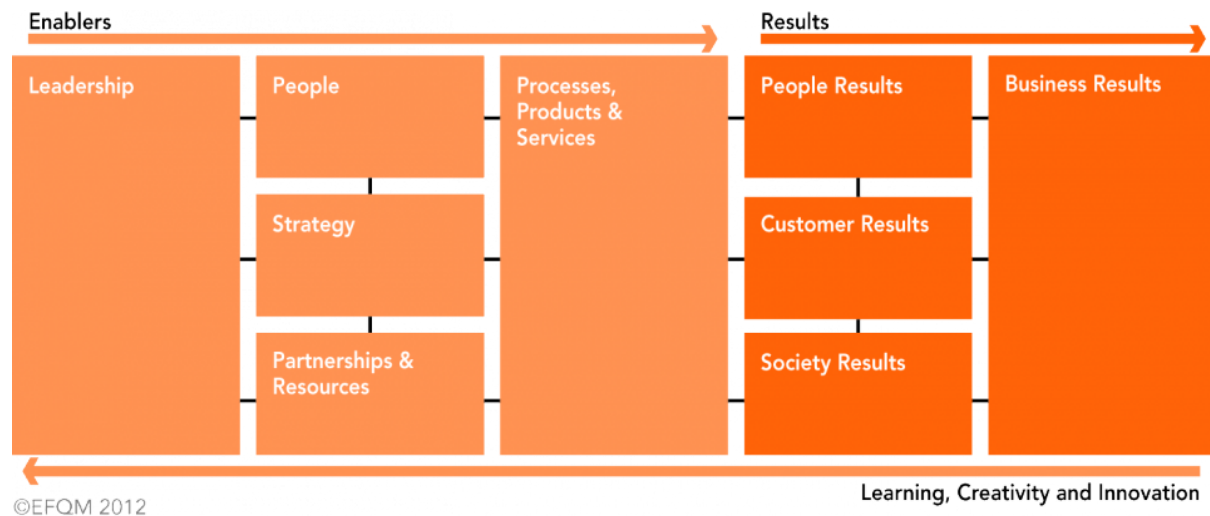 Enablers
Results
Leadership
People
Processes,
Products &
Services
People Results
Business Results
Strategy
Customer Results
Partnerships &
Resources
Society Results
Learning, Creativity and Innovation
©EFQM 2012